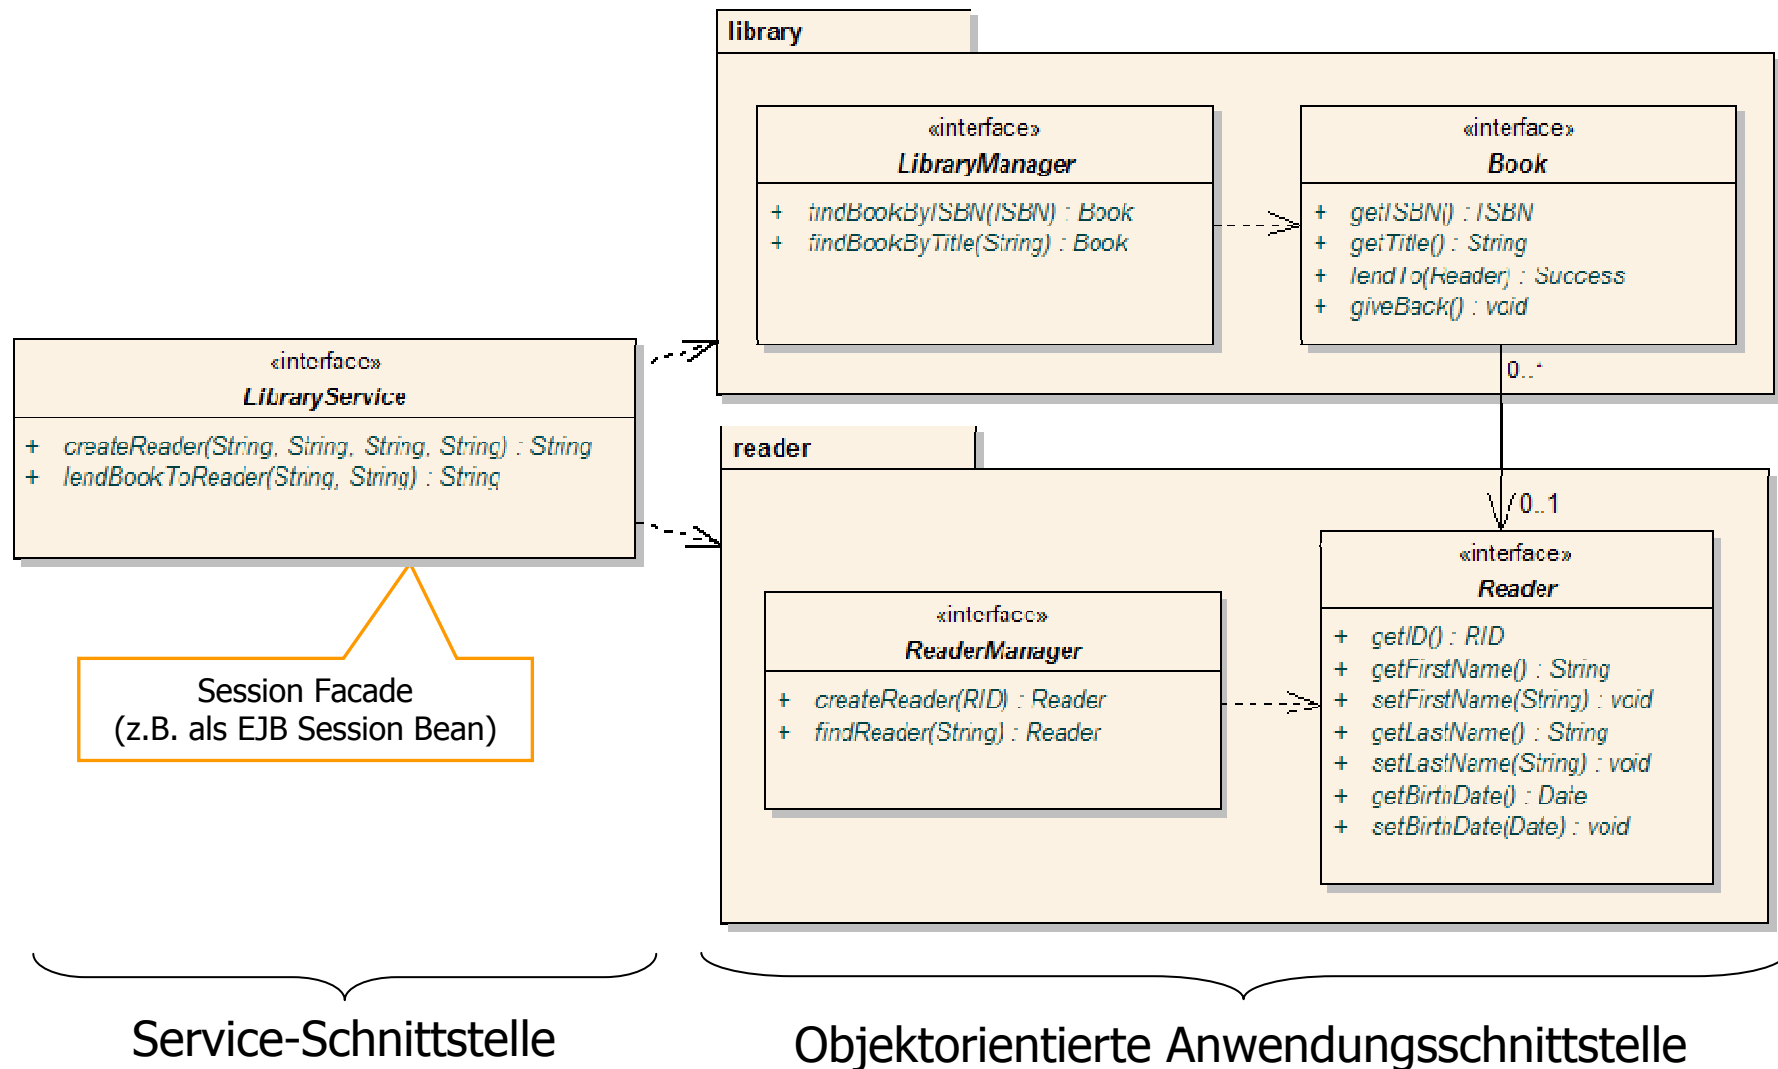 library
«interface»
LibraryManager
+ findBookByISBN(ISBN) : Book
+ findBookByTitle(String) : Book
«interface»
Book
+ getISBN() : ISBN
+ getTitle() : String
+ lendTo(Reader) : Success
+ giveBack() : void
0..*
«interface»
LibraryService
+ createReader(String, String, String, String) : String
+ lendBookToReader(String, String) : String
Session Facade
(z.B. als EJB Session Bean)
reader
0..1
«interface»
ReaderManager
+ createReader(RID) : Reader
+ findReader(String) : Reader
«interface»
Reader
+ getID() : RID
+ getFirstName() : String
+ setFirstName(String) : void
+ getLastName() : String
+ setLastName(String) : void
+ getBirthDate() : Date
+ setBirthDate(Date) : void
Service-Schnittstelle
Objektorientierte Anwendungsschnittstelle